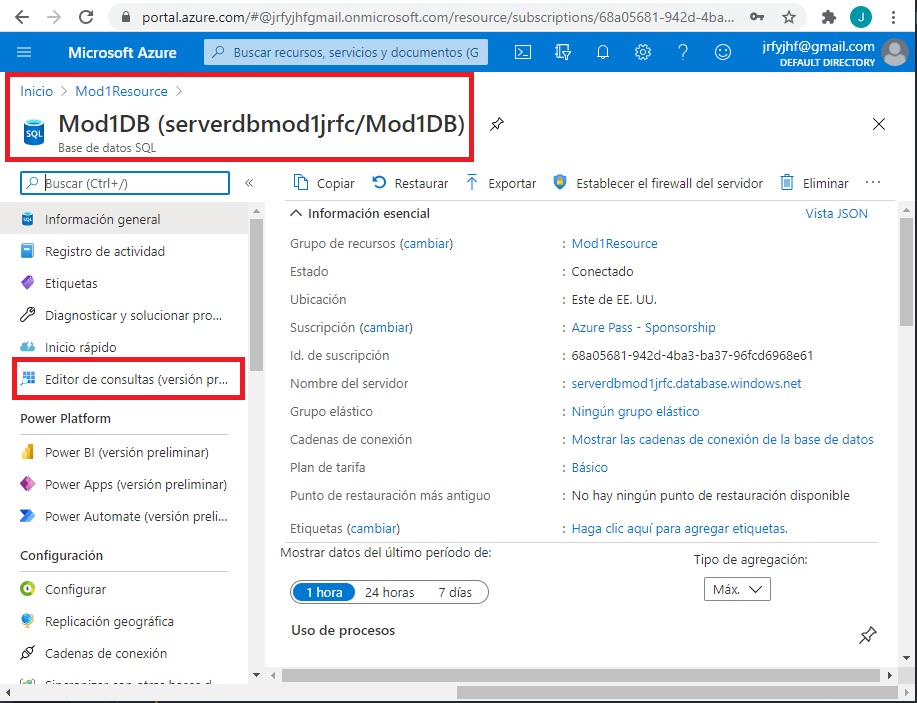 portal.azure.com/#@jrfyjhfgmail.onmicrosoft.com/resource/subscriptions/68a05681-942d-4ba...
J
Microsoft Azure
Buscar recursos, servicios y documentos (G
jrfyjhf@gmail.com
DEFAULT DIRECTORY
Inicio > Mod1Resource >
SQL
Mod1DB (serverdbmod1jrfc/Mod1DB)
Base de datos SQL
Buscar (Ctrl+/)
«
Copiar Restaurar Exportar Establecer el firewall del servidor Eliminar ...
Información general
Registro de actividad
Etiquetas
Diagnosticar y solucionar pro...
Inicio rápido
Editor de consultas (versión pr...
Power Platform
Power BI (versión preliminar)
Power Apps (versión preliminar)
Power Automate (versión preli...
Configuración
Configurar
Replicación geográfica
Cadenas de conexión
Información esencial
Vista JSON
Grupo de recursos (cambiar) : Mod1Resource
Estado : Conectado
Ubicación : Este de EE. UU.
Suscripción (cambiar) : Azure Pass - Sponsorship
Id. de suscripción : 68a05681-942d-4ba3-ba37-96fcd6968e61
Nombre del servidor : serverdbmod1jrfc.database.windows.net
Grupo elástico : Ningún grupo elástico
Cadenas de conexión : Mostrar las cadenas de conexión de la base de datos
Plan de tarifa : Básico
Punto de restauración más antiguo : No hay ningún punto de restauración disponible
Etiquetas (cambiar) : Haga clic aquí para agregar etiquetas.
Mostrar datos del último período de:
1 hora 24 horas 7 días
Tipo de agregación:
Máx.
Uso de procesos